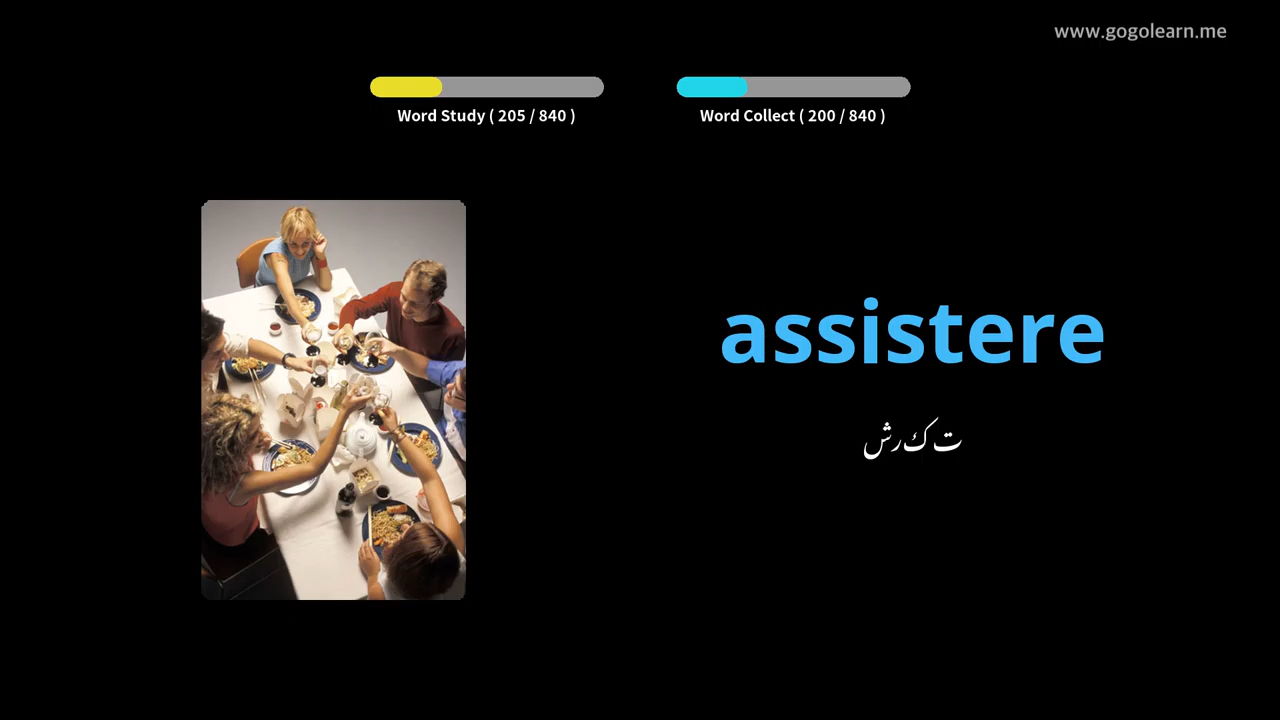 www.gogolearn.me
Word Study ( 205 / 840 )
Word Collect ( 200 / 840 )
assistere
ت ك رش